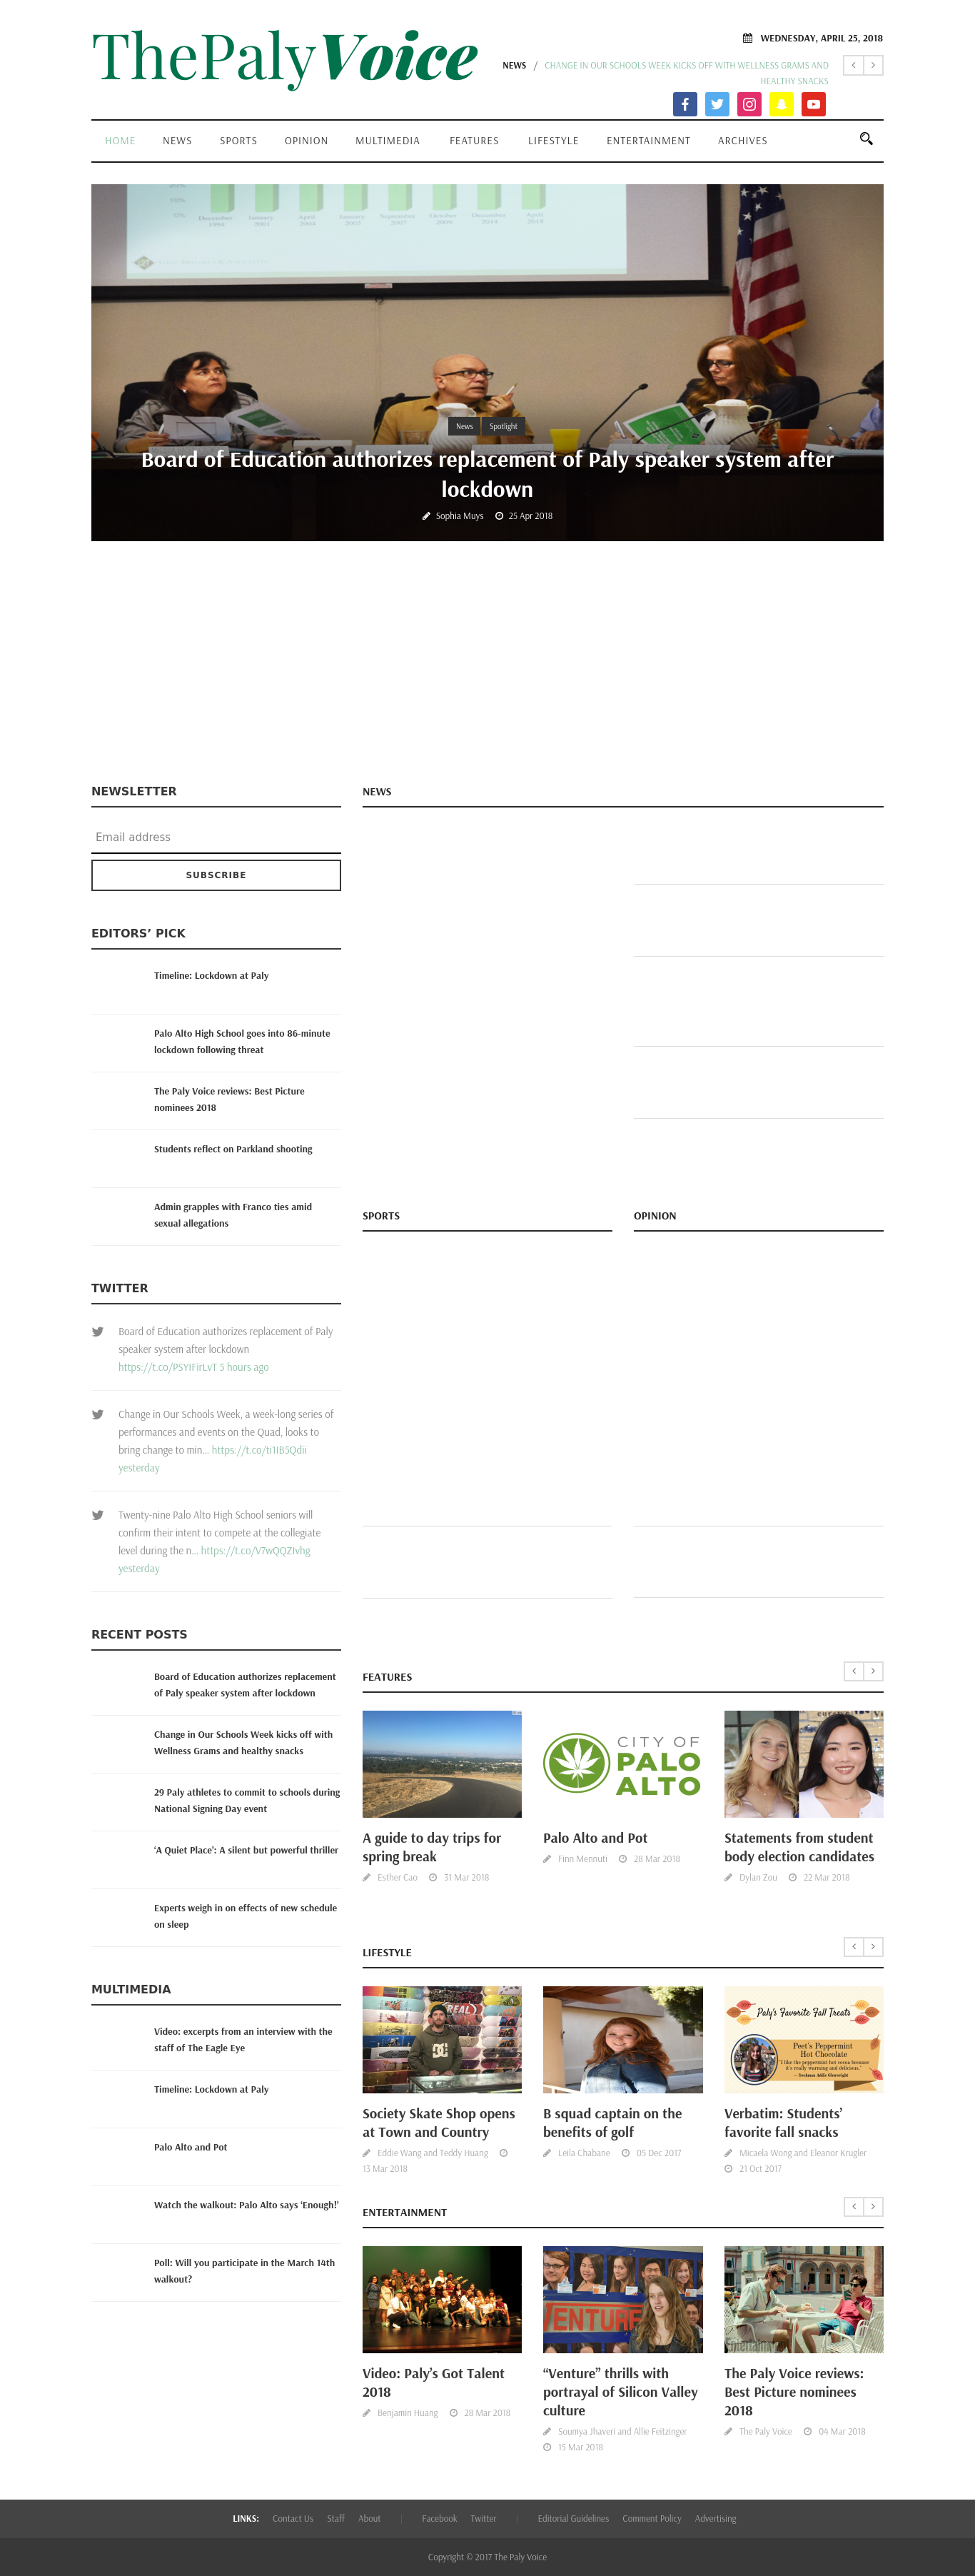 ThePalyVoice
WEDNESDAY, APRIL 25, 2018
NEWS / CHANGE IN OUR SCHOOLS WEEK KICKS OFF WITH WELLNESS GRAMS AND
HEALTHY SNACKS
HOME NEWS SPORTS OPINION MULTIMEDIA FEATURES LIFESTYLE ENTERTAINMENT ARCHIVES
News Spotlight
Board of Education authorizes replacement of Paly speaker system after
lockdown
Sophia Muys 25 Apr 2018
NEWSLETTER
Email address
SUBSCRIBE
EDITORS’ PICK
Timeline: Lockdown at Paly
Palo Alto High School goes into 86-minute
lockdown following threat
The Paly Voice reviews: Best Picture
nominees 2018
Students reflect on Parkland shooting
Admin grapples with Franco ties amid
sexual allegations
TWITTER
Board of Education authorizes replacement of Paly
speaker system after lockdown
https://t.co/PSYIFirLvT 5 hours ago
Change in Our Schools Week, a week-long series of
performances and events on the Quad, looks to
bring change to min... https://t.co/ti1IB5Qdii
yesterday
Twenty-nine Palo Alto High School seniors will
confirm their intent to compete at the collegiate
level during the n... https://t.co/V7wQQZIvhg
yesterday
RECENT POSTS
Board of Education authorizes replacement
of Paly speaker system after lockdown
Change in Our Schools Week kicks off with
Wellness Grams and healthy snacks
29 Paly athletes to commit to schools during
National Signing Day event
‘A Quiet Place’: A silent but powerful thriller
Experts weigh in on effects of new schedule
on sleep
MULTIMEDIA
Video: excerpts from an interview with the
staff of The Eagle Eye
Timeline: Lockdown at Paly
Palo Alto and Pot
Watch the walkout: Palo Alto says ‘Enough!’
Poll: Will you participate in the March 14th
walkout?
NEWS
SPORTS
OPINION
FEATURES
CITY OF
PALO
ALTO
A guide to day trips for
spring break
Esther Cao 31 Mar 2018
Palo Alto and Pot
Finn Mennuti 28 Mar 2018
Statements from student
body election candidates
Dylan Zou 22 Mar 2018
LIFESTYLE
REAL
DC
Paly's Favorite Fall Treats
Peet's Peppermint
Hot Chocolate
Society Skate Shop opens
at Town and Country
Eddie Wang and Teddy Huang
13 Mar 2018
B squad captain on the
benefits of golf
Leila Chabane 05 Dec 2017
Verbatim: Students’
favorite fall snacks
Micaela Wong and Eleanor Krugler
21 Oct 2017
ENTERTAINMENT
VENTURE
Video: Paly’s Got Talent
2018
Benjamin Huang 28 Mar 2018
“Venture” thrills with
portrayal of Silicon Valley
culture
Soumya Jhaveri and Allie Feitzinger
15 Mar 2018
The Paly Voice reviews:
Best Picture nominees
2018
The Paly Voice 04 Mar 2018
LINKS: Contact Us Staff About | Facebook Twitter | Editorial Guidelines Comment Policy Advertising
Copyright © 2017 The Paly Voice